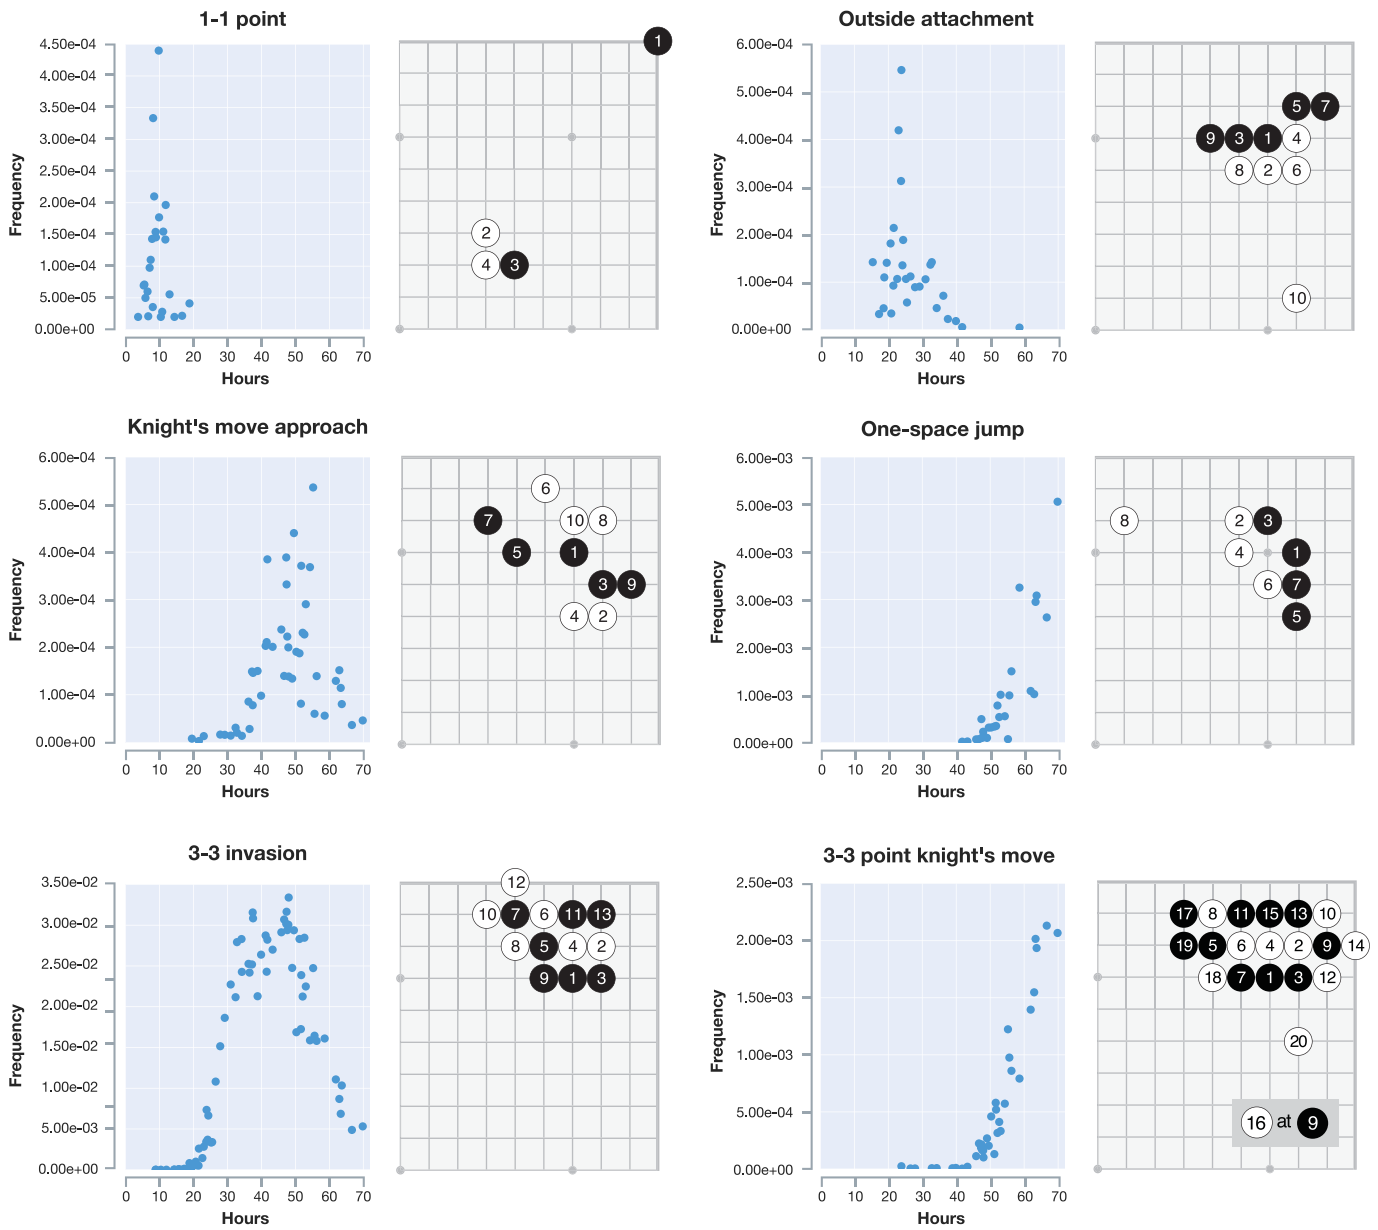 1-1 point
4.50e-04
4.00e-04
3.50e-04
3.00e-04
2.50e-04
2.00e-04
1.50e-04
1.00e-04
5.00e-05
0.00e+00
Frequency
0 10 20 30 40 50 60 70
Hours
1
2
4 3
Outside attachment
6.00e-04
5.00e-04
4.00e-04
3.00e-04
2.00e-04
1.00e-04
0.00e+00
Frequency
0 10 20 30 40 50 60 70
Hours
5 7
9 3 1 4
8 2 6
10
Knight's move approach
6.00e-04
5.00e-04
4.00e-04
3.00e-04
2.00e-04
1.00e-04
0.00e+00
Frequency
0 10 20 30 40 50 60 70
Hours
6
7 10 8
5 1
3 9
4 2
One-space jump
6.00e-03
5.00e-03
4.00e-03
3.00e-03
2.00e-03
1.00e-03
0.00e+00
Frequency
0 10 20 30 40 50 60 70
Hours
8 2 3
4 1
6 7
5
3-3 invasion
3.50e-02
3.00e-02
2.50e-02
2.00e-02
1.50e-02
1.00e-02
5.00e-03
0.00e+00
Frequency
0 10 20 30 40 50 60 70
Hours
12
10 7 6 11 13
8 5 4 2
9 1 3
3-3 point knight's move
2.50e-03
2.00e-03
1.50e-03
1.00e-03
5.00e-04
0.00e+00
Frequency
0 10 20 30 40 50 60 70
Hours
17 8 11 15 13 10
19 5 6 4 2 9 14
18 7 1 3 12
20
16 at 9